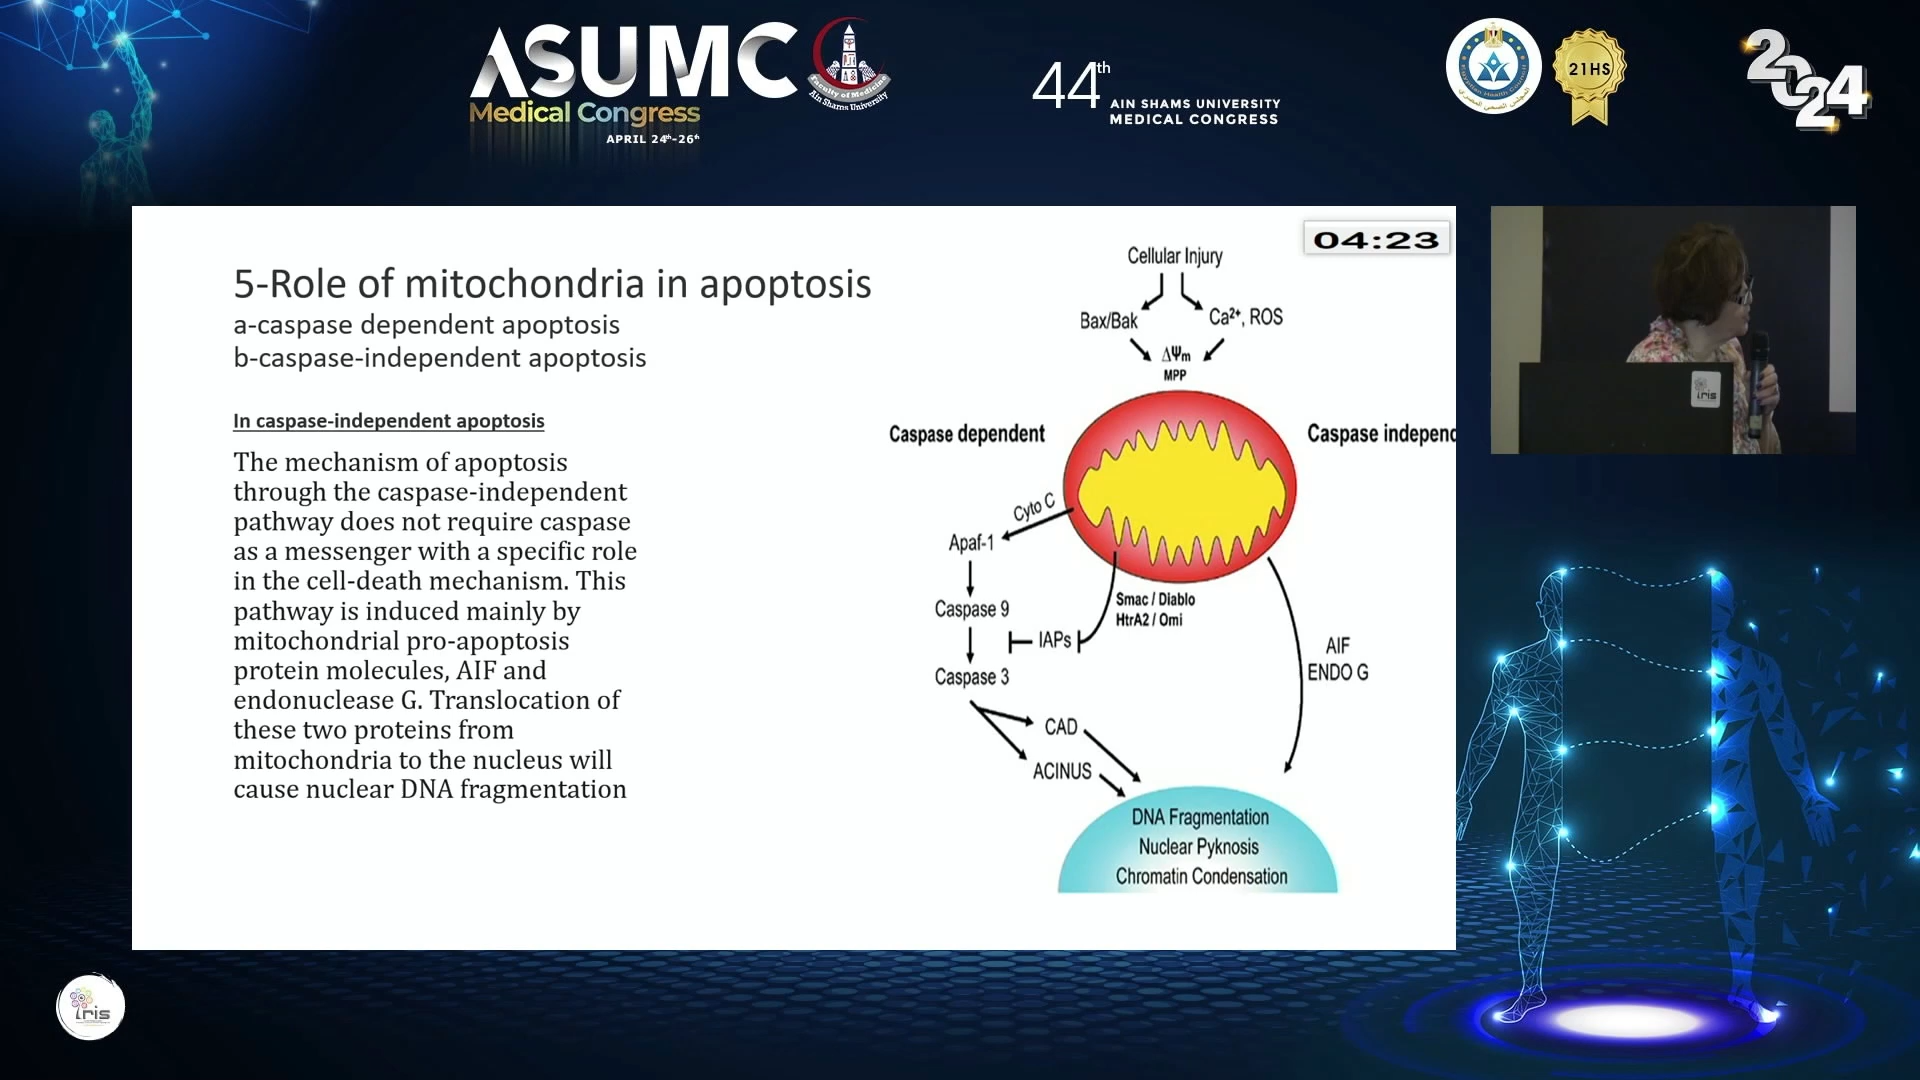 ASUMC
Medical Congress
APRIL 24th-26th
Faculty of Medicine
Ain Shams University
44th
AIN SHAMS UNIVERSITY
MEDICAL CONGRESS
Egyptian Health Council
المجلس الصحي المصري
21HS
2024
04:23
5-Role of mitochondria in apoptosis
a-caspase dependent apoptosis
b-caspase-independent apoptosis
In caspase-independent apoptosis
The mechanism of apoptosis
through the caspase-independent
pathway does not require caspase
as a messenger with a specific role
in the cell-death mechanism. This
pathway is induced mainly by
mitochondrial pro-apoptosis
protein molecules, AIF and
endonuclease G. Translocation of
these two proteins from
mitochondria to the nucleus will
cause nuclear DNA fragmentation
Cellular Injury
Bax/Bak
Ca²⁺, ROS
ΔΨm
MPP
Caspase dependent
Caspase independ
Cyto C
Apaf-1
Caspase 9
Smac / Diablo
HtrA2 / Omi
IAPs
Caspase 3
AIF
ENDO G
CAD
ACINUS
DNA Fragmentation
Nuclear Pyknosis
Chromatin Condensation
iris
iris